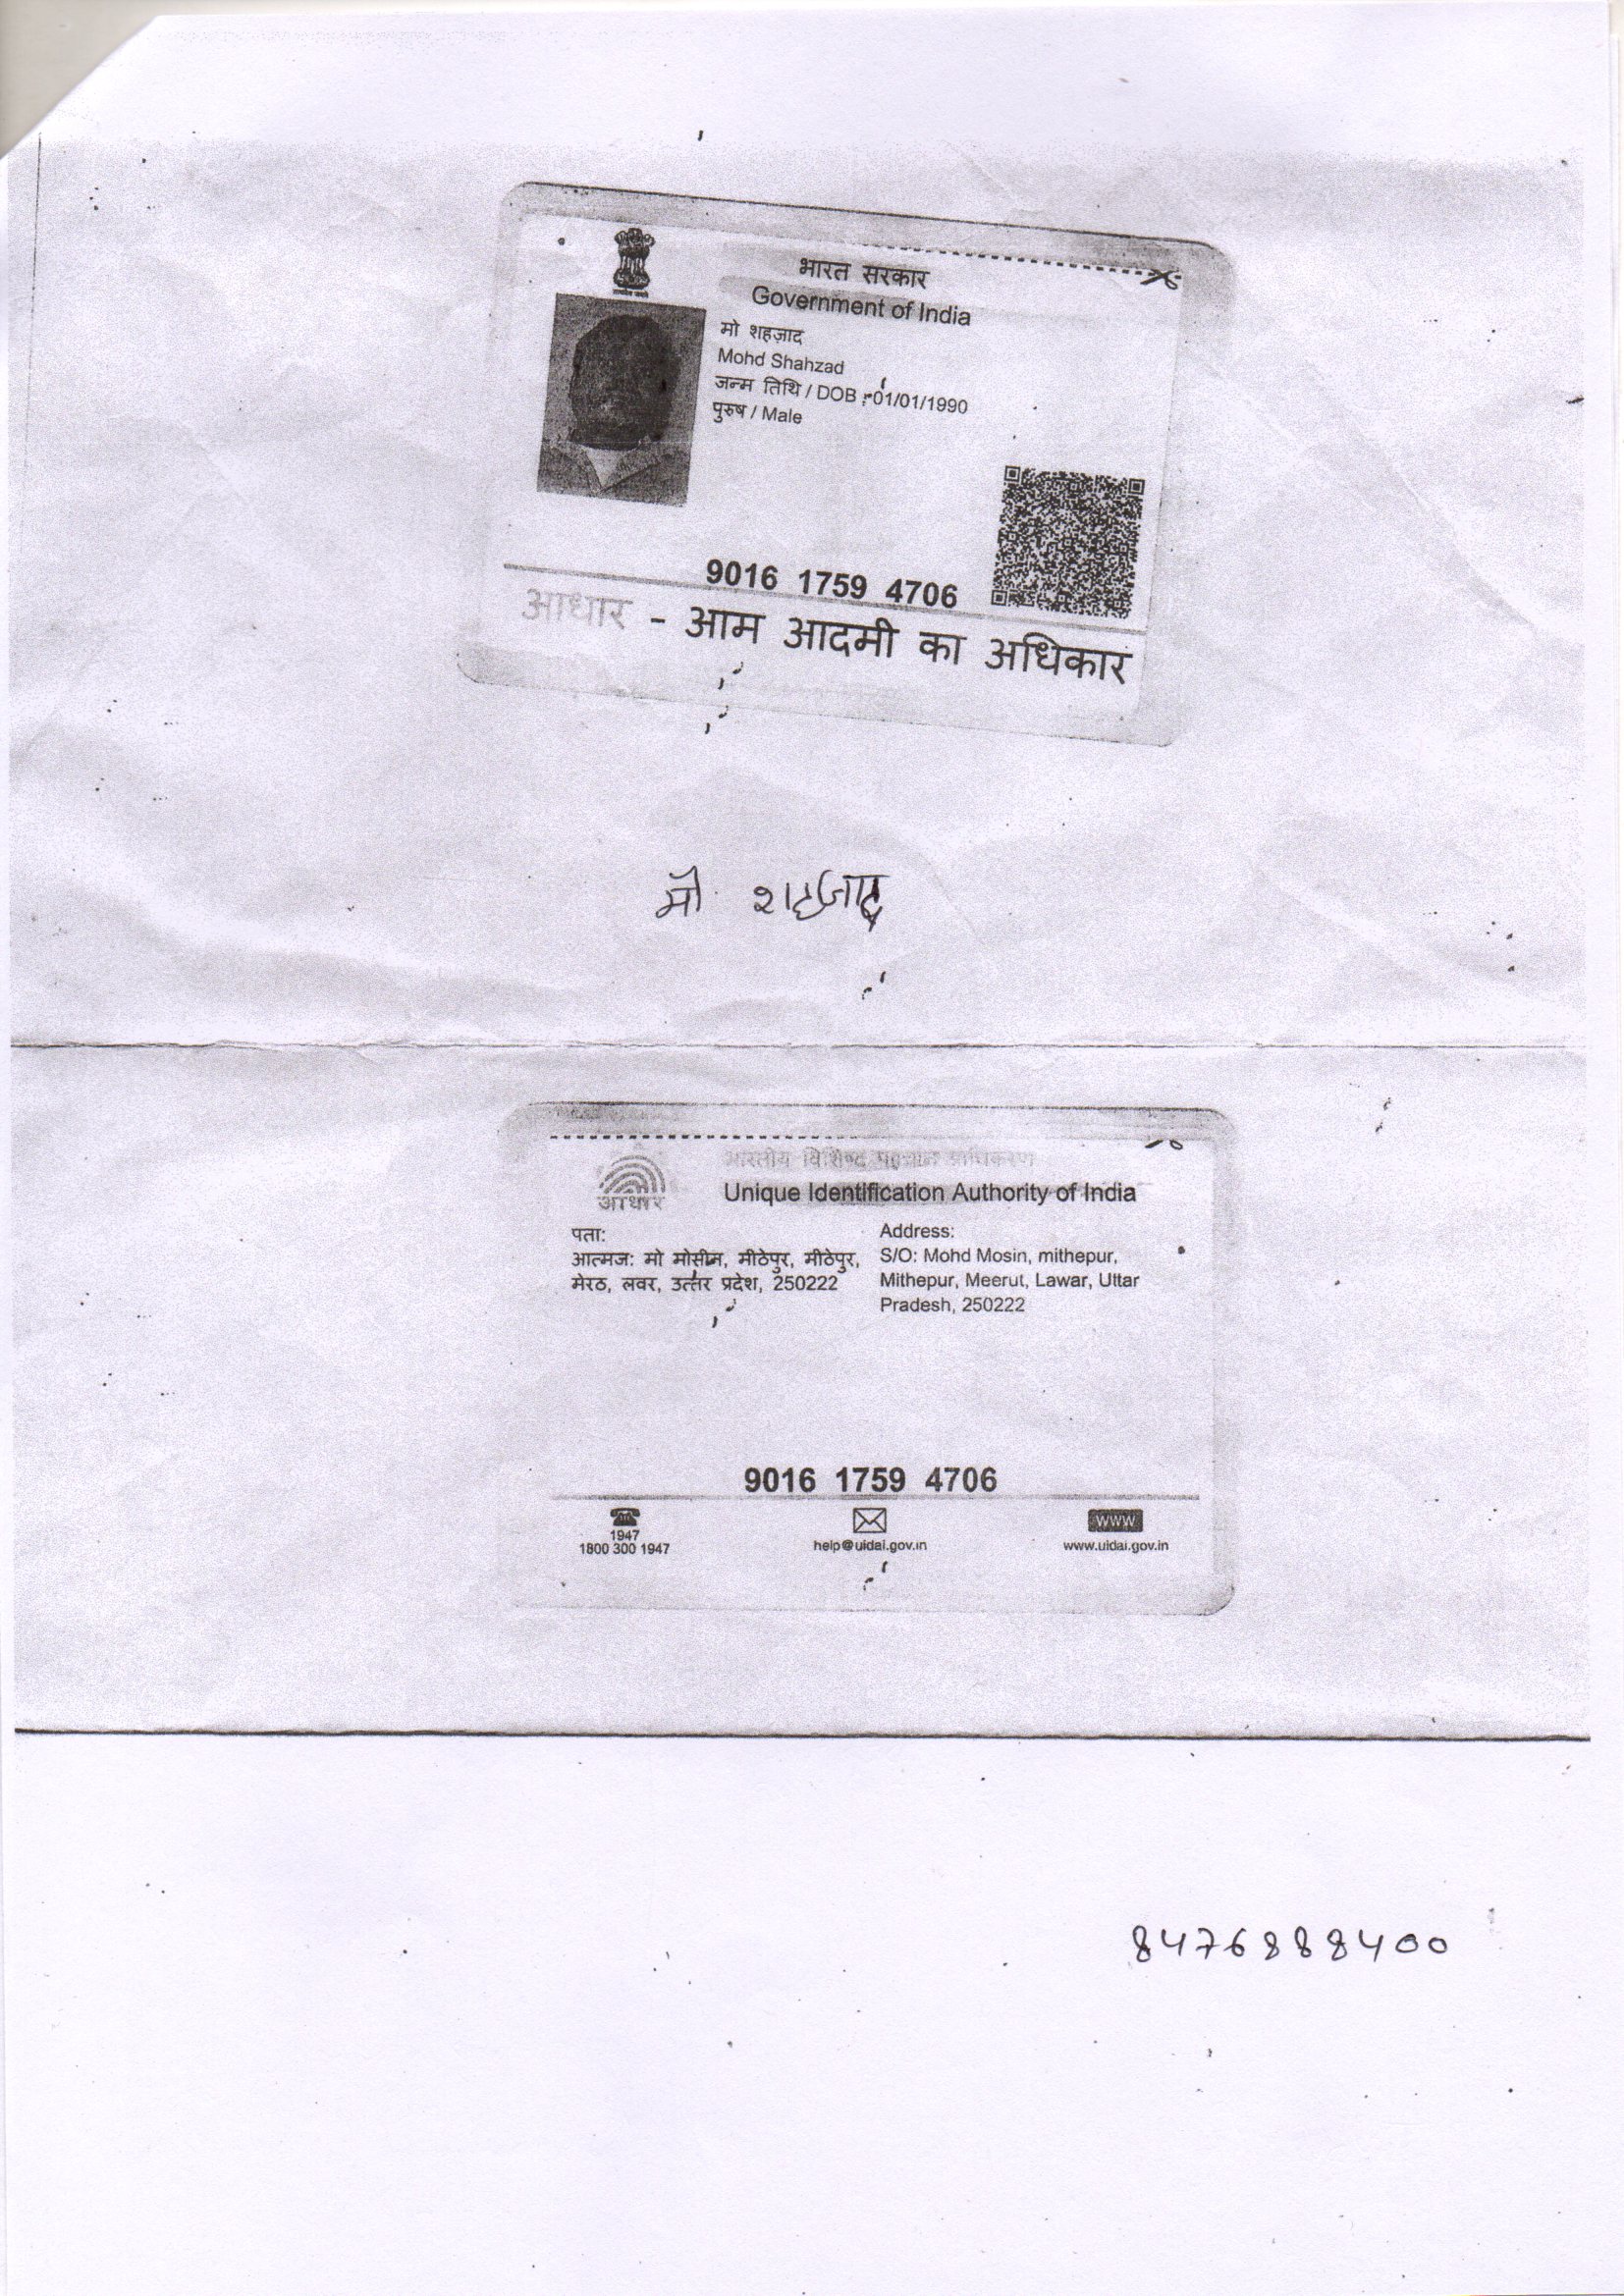 भारत सरकार
Government of India
मो शहज़ाद
Mohd Shahzad
जन्म तिथि / DOB : 01/01/1990
पुरुष / Male
9016 1759 4706
आधार - आम आदमी का अधिकार
मो. शहजाद
भारतीय विशिष्ट पहचान प्राधिकरण
Unique Identification Authority of India
आधार
पता:
आत्मज: मो मोसीन, मीठेपुर, मीठेपुर,
मेरठ, लवर, उत्तर प्रदेश, 250222
Address:
S/O: Mohd Mosin, mithepur,
Mithepur, Meerut, Lawar, Uttar
Pradesh, 250222
9016 1759 4706
1947
1800 300 1947
help@uidai.gov.in
www
www.uidai.gov.in
8476888400